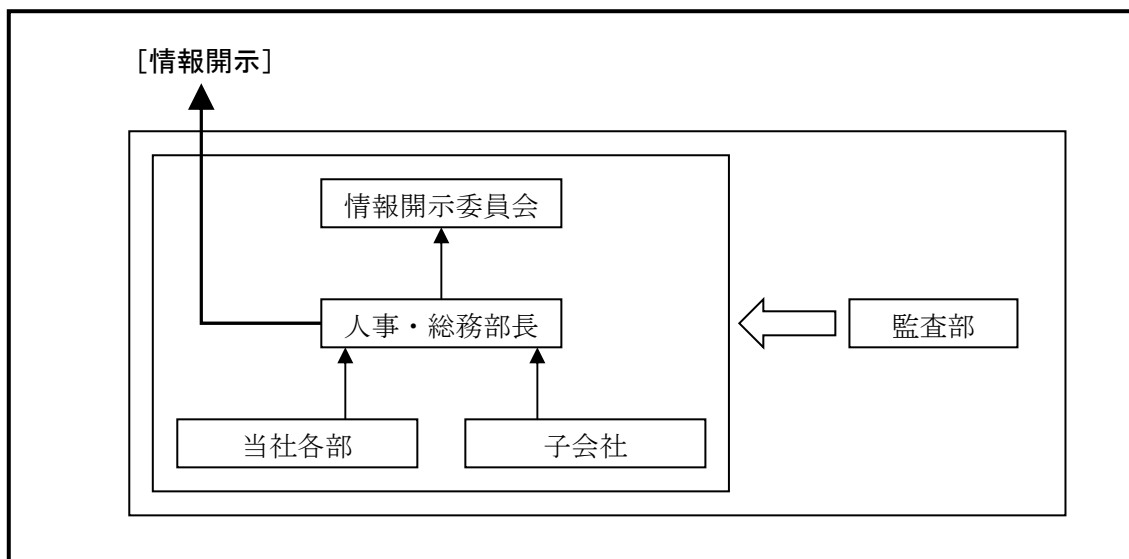 [情報開示]
情報開示委員会
人事・総務部長
監査部
当社各部
子会社